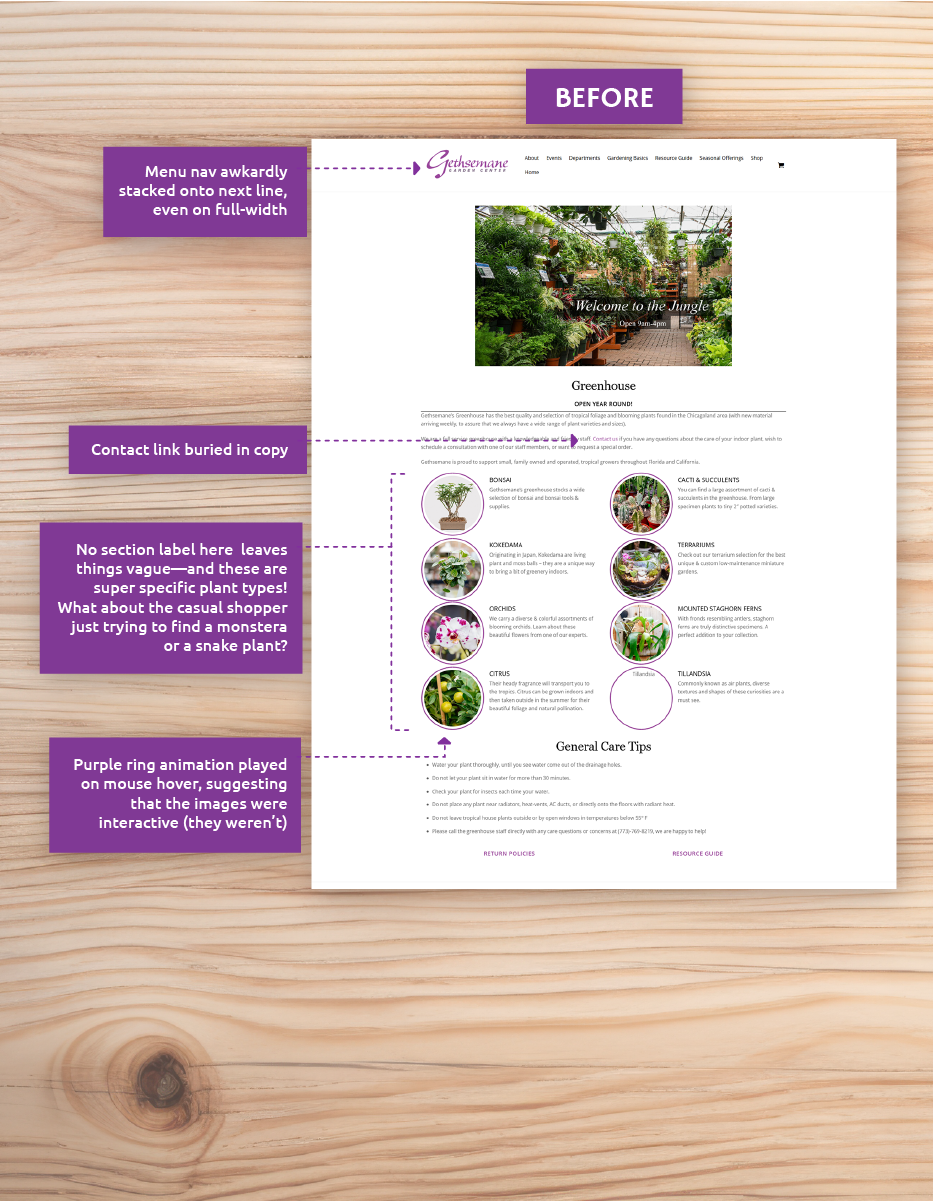 BEFORE
Menu nav awkardly
stacked onto next line,
even on full-width
Gethsemane
GARDEN CENTER
About Events Departments Gardening Basics Resource Guide Seasonal Offerings Shop
Home
Welcome to the Jungle
Open 9am-4pm
Greenhouse
OPEN YEAR ROUND!
Gethsemane's Greenhouse has the best quality and selection of tropical foliage and blooming plants found in the Chicagoland area (with new material
arriving weekly, to assure that we always have a wide range of plant varieties and sizes).
Contact link buried in copy
We are a full service greenhouse with a knowledgeable and friendly staff. Contact us if you have any questions about the care of your indoor plant, wish to
schedule a consultation with one of our staff members, or want to request a special order.
Gethsemane is proud to support small, family owned and operated, tropical growers throughout Florida and California.
No section label here leaves
things vague—and these are
super specific plant types!
What about the casual shopper
just trying to find a monstera
or a snake plant?
BONSAI
Gethsemane's greenhouse stocks a wide
selection of bonsai and bonsai tools &
supplies.
CACTI & SUCCULENTS
You can find a large assortment of cacti &
succulents in the greenhouse. From large
specimen plants to tiny 2" potted varieties.
KOKEDAMA
Originating in Japan, Kokedama are living
plant and moss balls – they are a unique way
to bring a bit of greenery indoors.
TERRARIUMS
Check out our terrarium selection for the best
unique & custom low-maintenance miniature
gardens.
ORCHIDS
We carry a diverse & colorful assortments of
blooming orchids. Learn about these
beautiful flowers from one of our experts.
MOUNTED STAGHORN FERNS
With fronds resembling antlers, staghorn
ferns are truly distinctive specimens. A
perfect addition to your collection.
CITRUS
Their heady fragrance will transport you to
the tropics. Citrus can be grown indoors and
then taken outside in the summer for their
beautiful foliage and natural pollination.
Tillandsia
TILLANDSIA
Commonly known as air plants, diverse
textures and shapes of these curiosities are a
must see.
Purple ring animation played
on mouse hover, suggesting
that the images were
interactive (they weren't)
General Care Tips
Water your plant thoroughly, until you see water come out of the drainage holes.
Do not let your plant sit in water for more than 30 minutes.
Check your plant for insects each time your water.
Do not place any plant near radiators, heat-vents, AC ducts, or directly onto the floors with radiant heat.
Do not leave tropical house plants outside or by open windows in temperatures below 55° F
Please call the greenhouse staff directly with any care questions or concerns at (773)-769-8219, we are happy to help!
RETURN POLICIES
RESOURCE GUIDE